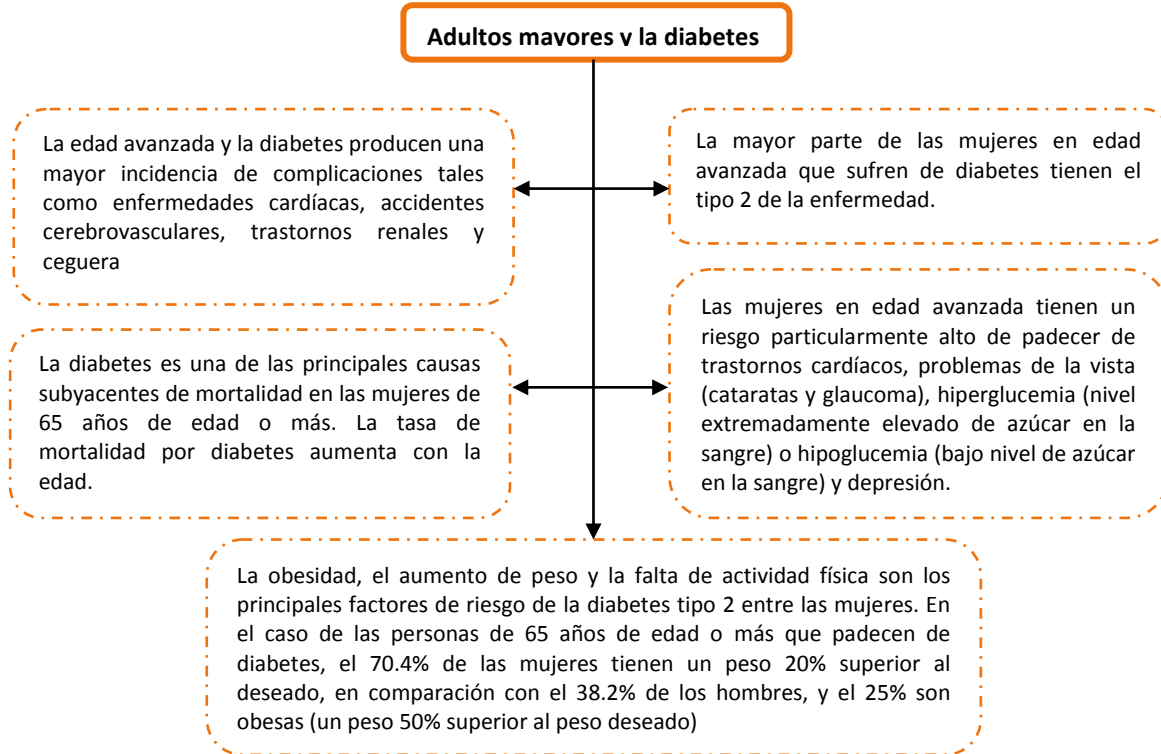 Adultos mayores y la diabetes
La edad avanzada y la diabetes producen una
mayor incidencia de complicaciones tales
como enfermedades cardíacas, accidentes
cerebrovasculares, trastornos renales y
ceguera
La mayor parte de las mujeres en edad
avanzada que sufren de diabetes tienen el
tipo 2 de la enfermedad.
La diabetes es una de las principales causas
subyacentes de mortalidad en las mujeres de
65 años de edad o más. La tasa de
mortalidad por diabetes aumenta con la
edad.
Las mujeres en edad avanzada tienen un
riesgo particularmente alto de padecer de
trastornos cardíacos, problemas de la vista
(cataratas y glaucoma), hiperglucemia (nivel
extremadamente elevado de azúcar en la
sangre) o hipoglucemia (bajo nivel de azúcar
en la sangre) y depresión.
La obesidad, el aumento de peso y la falta de actividad física son los
principales factores de riesgo de la diabetes tipo 2 entre las mujeres. En
el caso de las personas de 65 años de edad o más que padecen de
diabetes, el 70.4% de las mujeres tienen un peso 20% superior al
deseado, en comparación con el 38.2% de los hombres, y el 25% son
obesas (un peso 50% superior al peso deseado)